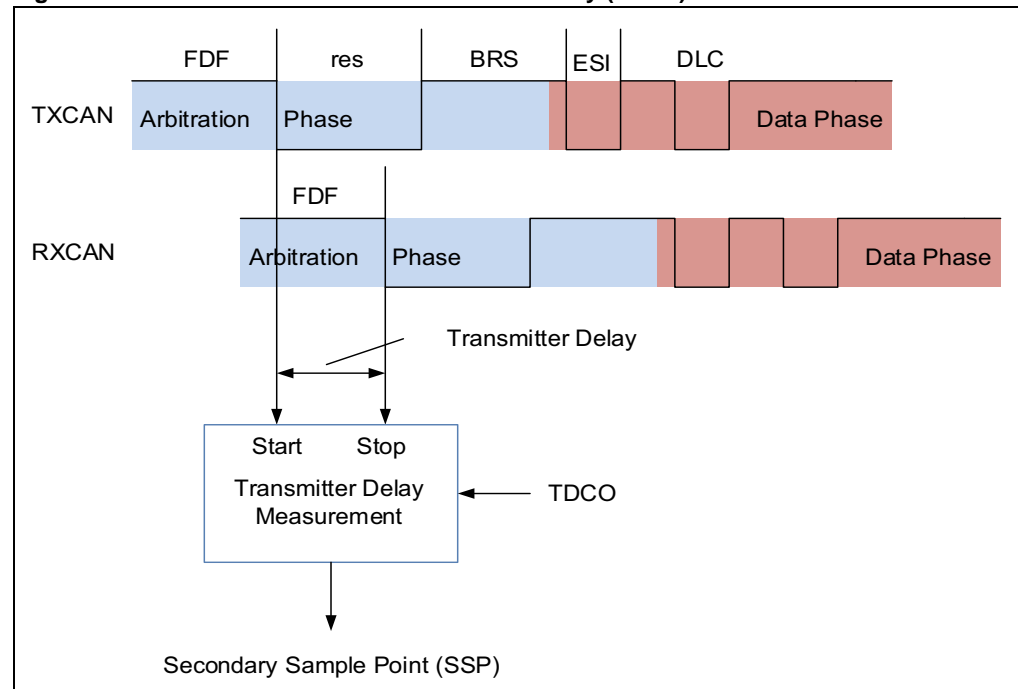 FDF res BRS ESI DLC
TXCAN Arbitration Phase Data Phase
FDF
RXCAN Arbitration Phase Data Phase
Transmitter Delay
Start Stop
Transmitter Delay
Measurement
TDCO
Secondary Sample Point (SSP)